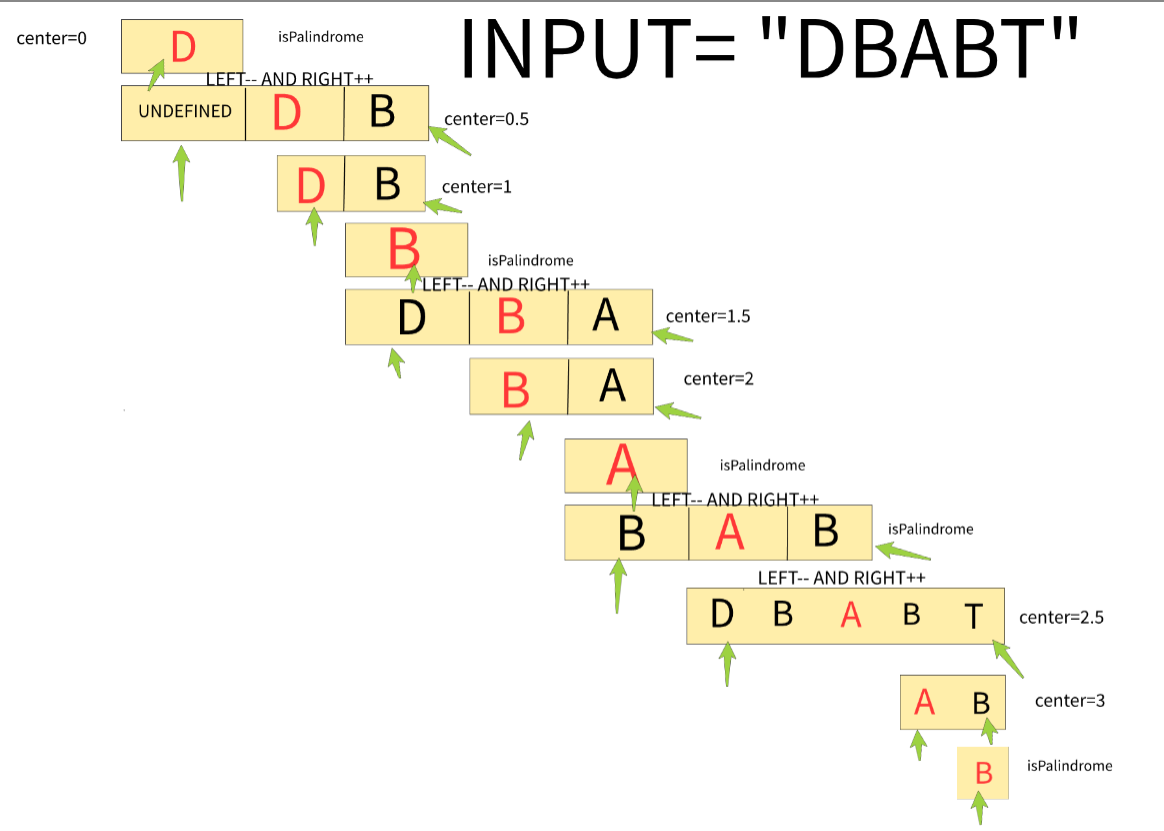 INPUT= "DBABT"
center=0
D
isPalindrome
LEFT-- AND RIGHT++
UNDEFINED D B
center=0.5
D B
center=1
B
isPalindrome
LEFT-- AND RIGHT++
D B A
center=1.5
B A
center=2
A
isPalindrome
LEFT-- AND RIGHT++
B A B
isPalindrome
LEFT-- AND RIGHT++
D B A B T
center=2.5
A B
center=3
B
isPalindrome